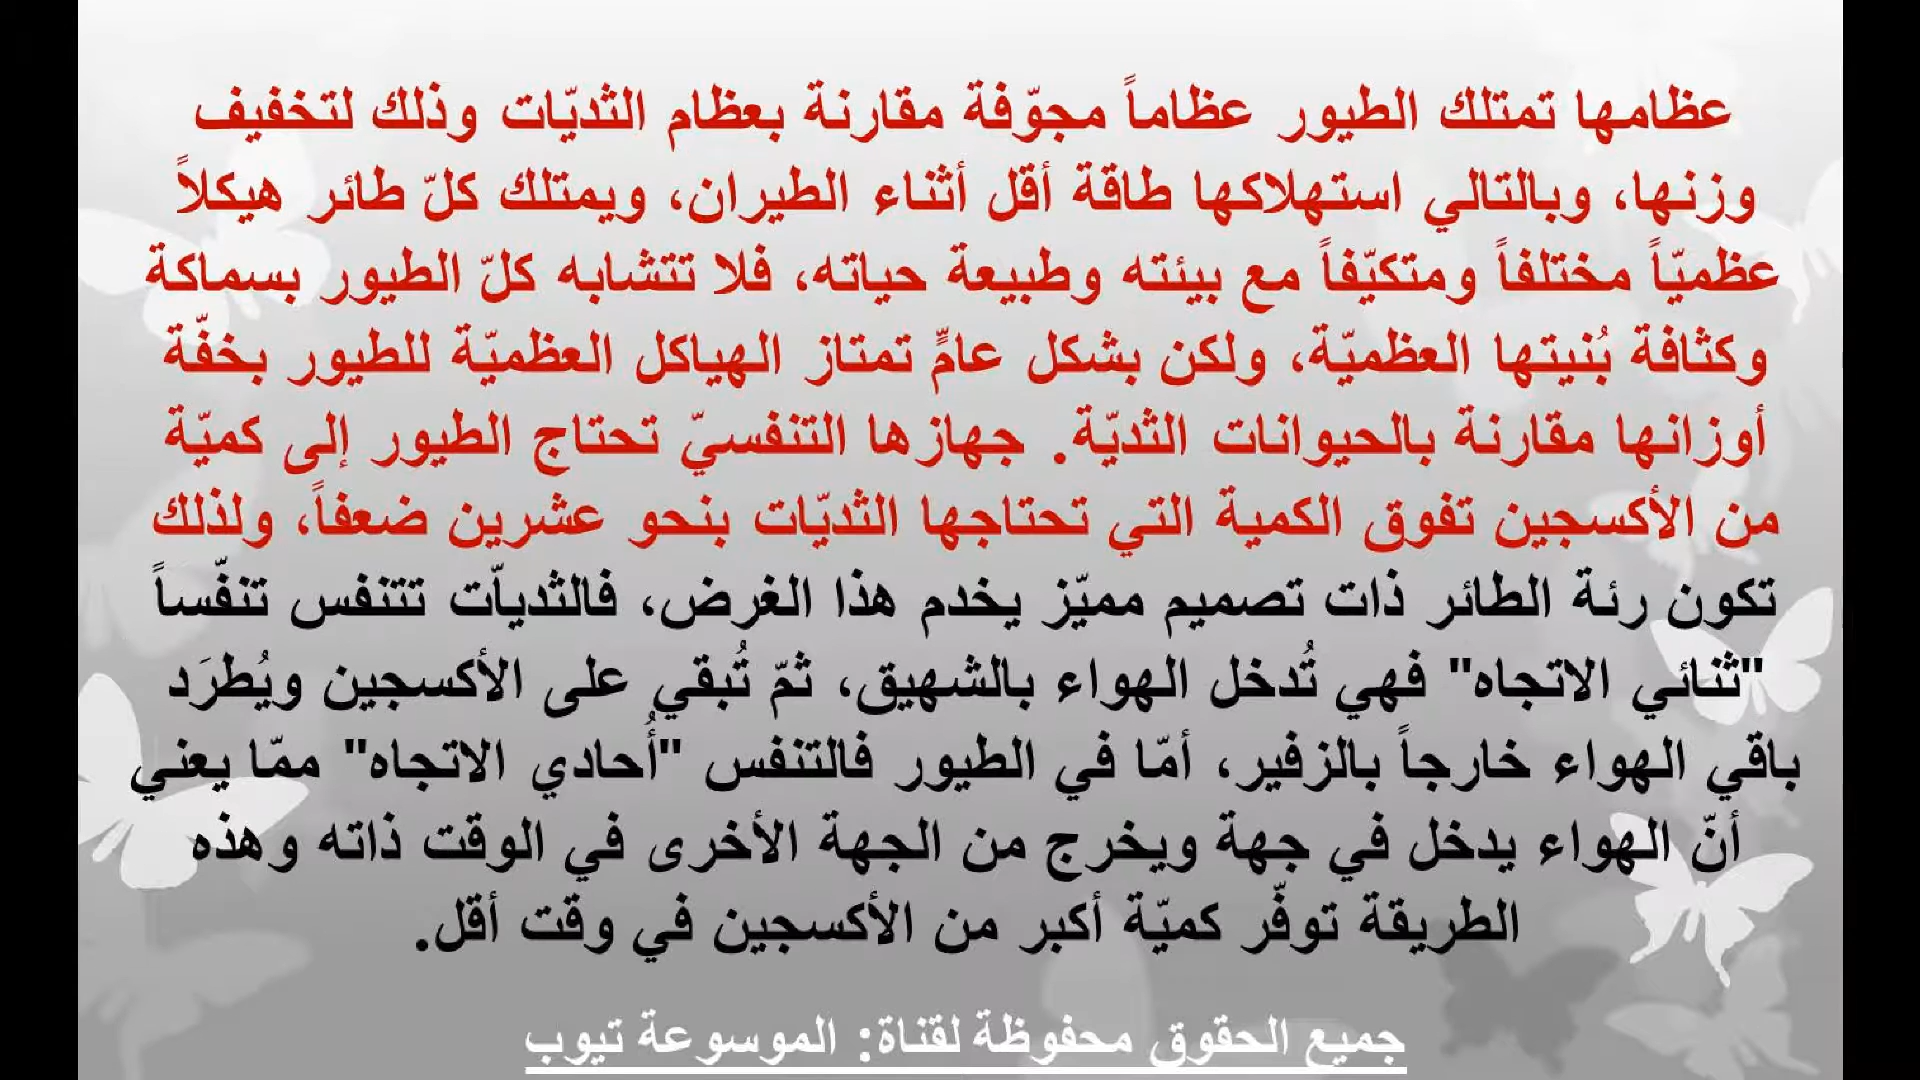 عظامها تمتلك الطيور عظاماً مجوّفة مقارنة بعظام الثديّات وذلك لتخفيف
وزنها، وبالتالي استهلاكها طاقة أقل أثناء الطيران، ويمتلك كلّ طائر هيكلاً
عظميّاً مختلفاً ومتكيّفاً مع بيئته وطبيعة حياته، فلا تتشابه كلّ الطيور بسماكة
وكثافة بُنيتها العظميّة، ولكن بشكل عامٍّ تمتاز الهياكل العظميّة للطيور بخفّة
أوزانها مقارنة بالحيوانات الثديّة. جهازها التنفسيّ تحتاج الطيور إلى كميّة
من الأكسجين تفوق الكمية التي تحتاجها الثديّات بنحو عشرين ضعفاً، ولذلك
تكون رئة الطائر ذات تصميم مميّز يخدم هذا الغرض، فالثدياّت تتنفس تنفّساً
"ثنائي الاتجاه" فهي تُدخل الهواء بالشهيق، ثمّ تُبقي على الأكسجين ويُطرَد
باقي الهواء خارجاً بالزفير، أمّا في الطيور فالتنفس "أُحادي الاتجاه" ممّا يعني
أنّ الهواء يدخل في جهة ويخرج من الجهة الأخرى في الوقت ذاته وهذه
الطريقة توفّر كميّة أكبر من الأكسجين في وقت أقل.
جميع الحقوق محفوظة لقناة: الموسوعة تيوب